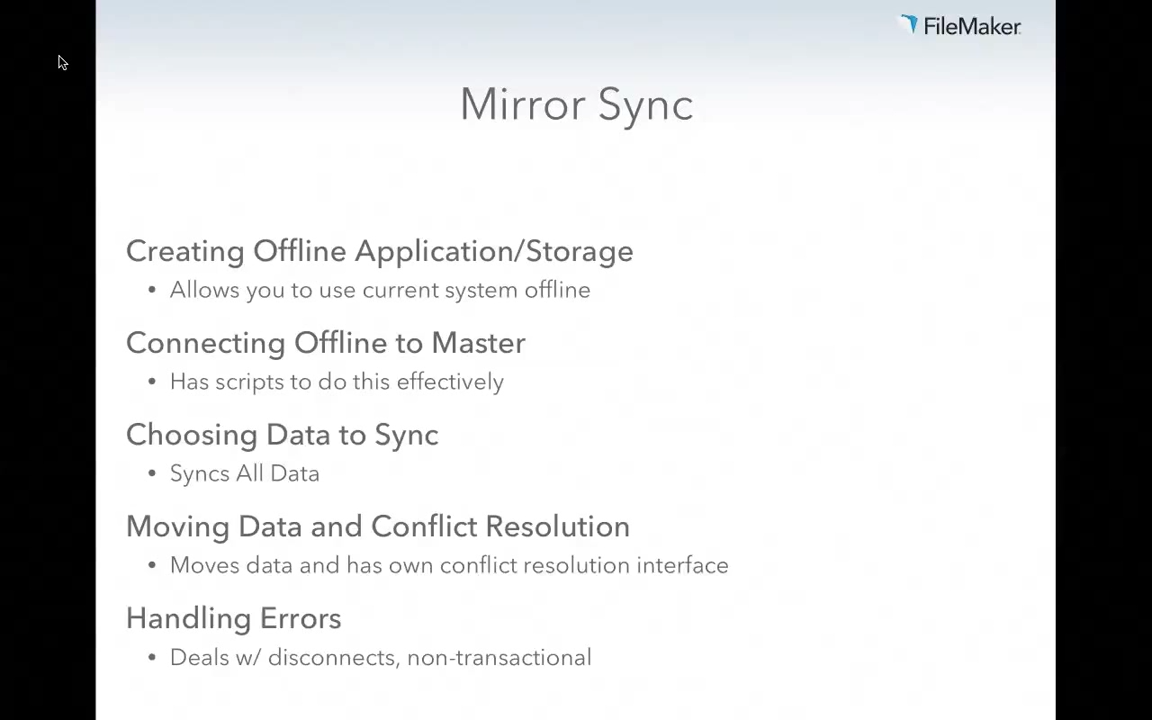 FileMaker
Mirror Sync
Creating Offline Application/Storage
• Allows you to use current system offline
Connecting Offline to Master
• Has scripts to do this effectively
Choosing Data to Sync
• Syncs All Data
Moving Data and Conflict Resolution
• Moves data and has own conflict resolution interface
Handling Errors
• Deals w/ disconnects, non-transactional